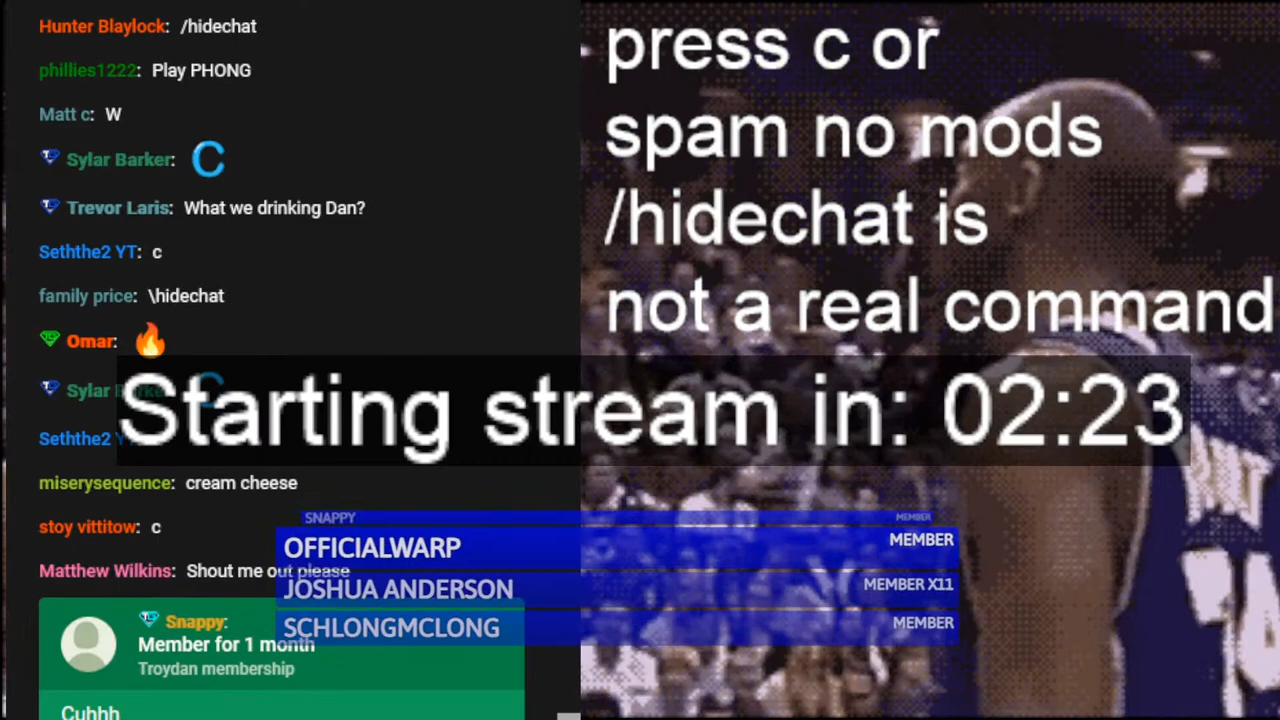 Hunter Blaylock: /hidechat
phillies1222: Play PHONG
Matt c: W
Sylar Barker: C
Trevor Laris: What we drinking Dan?
Seththe2 YT: c
family price: \hidechat
Omar:
Sylar
Seththe2
miserysequence: cream cheese
stoy vittitow: c
Matthew Wilkins: Shout me out please
Snappy:
Member for 1 month
Troydan membership
Cuhhh
press c or
spam no mods
/hidechat is
not a real command
Starting stream in: 02:23
SNAPPY MEMBER
OFFICIALWARP MEMBER
JOSHUA ANDERSON MEMBER X11
SCHLONGMCLONG MEMBER